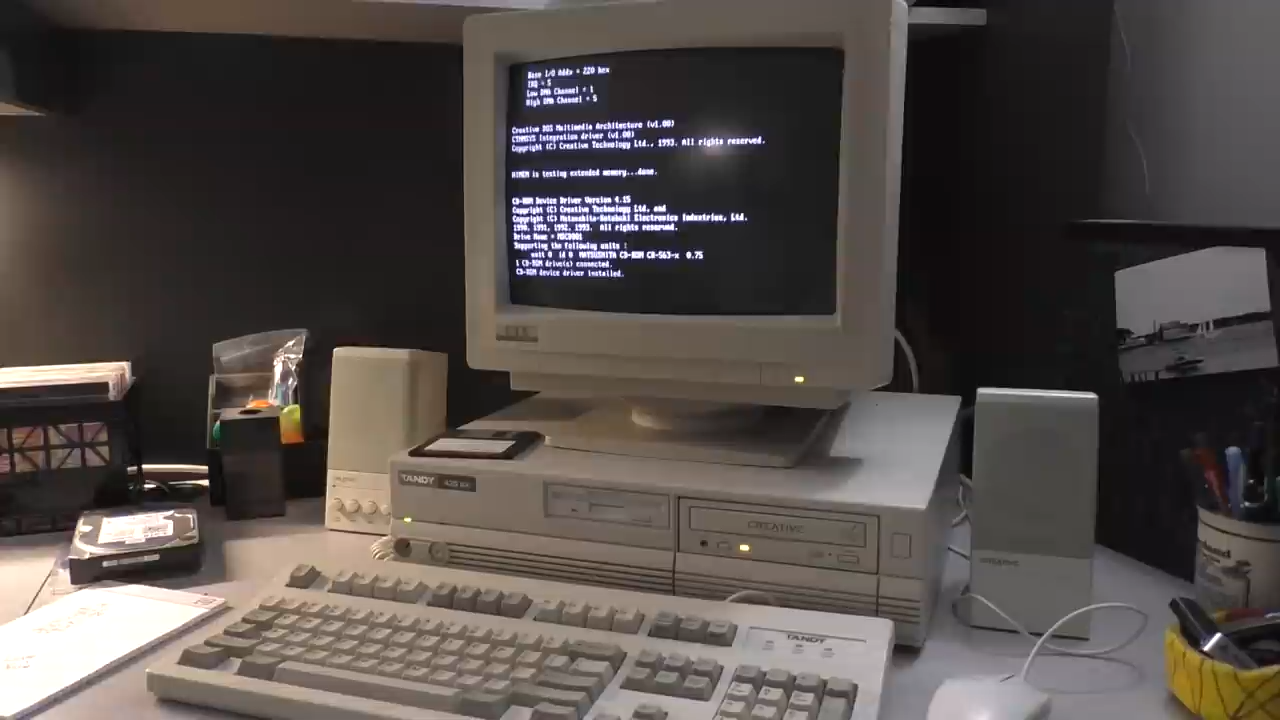 Base I/O Addr = 220 hex
IRQ = 5
Low DMA Channel = 1
High DMA Channel = 5
Creative DOS Multimedia Architecture (v1.00)
CTMMSYS Integration driver (v1.00)
Copyright (C) Creative Technology Ltd., 1993. All rights reserved.
HIMEM is testing extended memory...done.
CD-ROM Device Driver Version 4.15
Copyright (C) Creative Technology Ltd, and
Copyright (C) Matsushita-Kotobuki Electronics Industries, Ltd.
1990, 1991, 1992, 1993. All rights reserved.
Drive Name = MSCD001
Supporting the following units :
unit 0 id 0 MATSUSHITA CD-ROM CR-563-x 0.75
1 CD-ROM drive(s) connected.
CD-ROM device driver installed.
TANDY
CREATIVE
TANDY